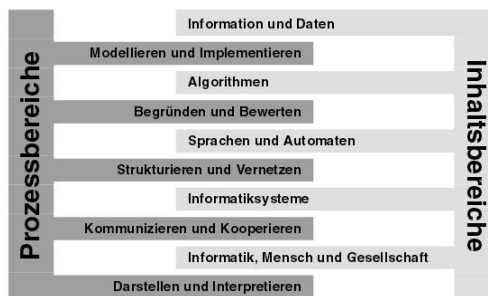 Prozessbereiche
Information und Daten
Modellieren und Implementieren
Algorithmen
Begründen und Bewerten
Sprachen und Automaten
Strukturieren und Vernetzen
Informatiksysteme
Kommunizieren und Kooperieren
Informatik, Mensch und Gesellschaft
Darstellen und Interpretieren
Inhaltsbereiche